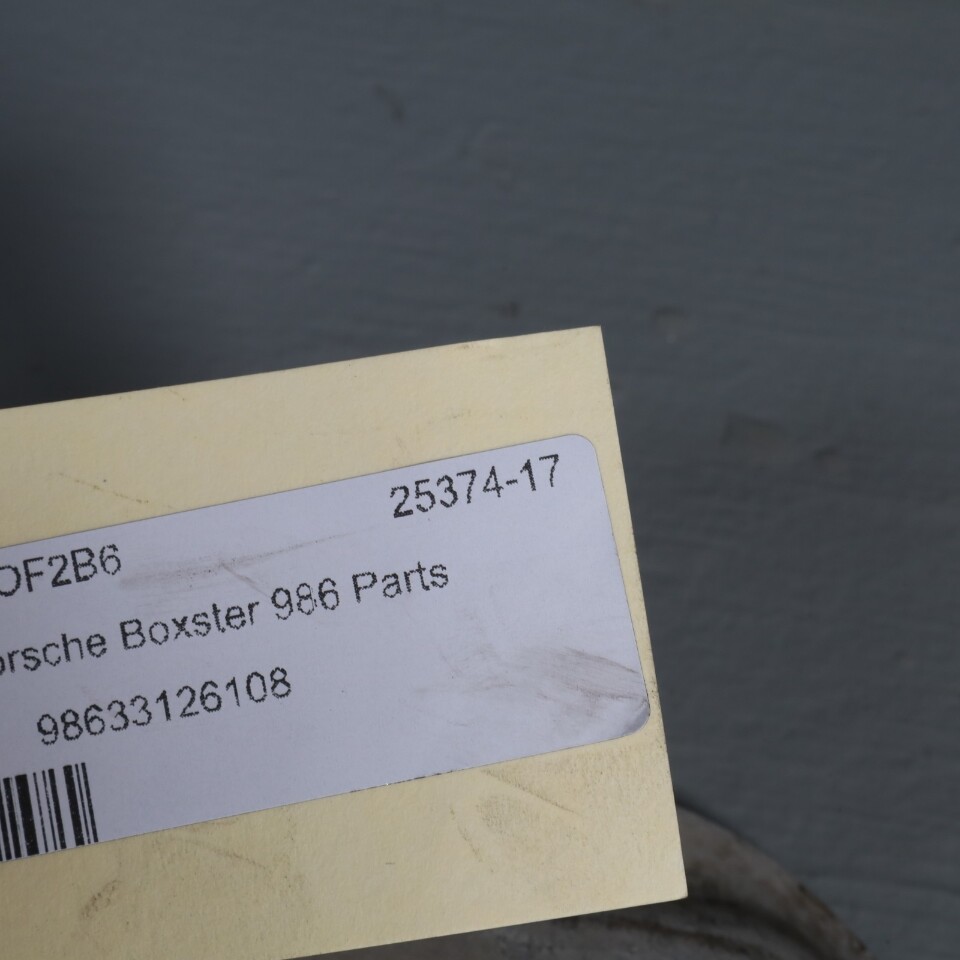 25374-17
OF2B6
orsche Boxster 986 Parts
98633126108